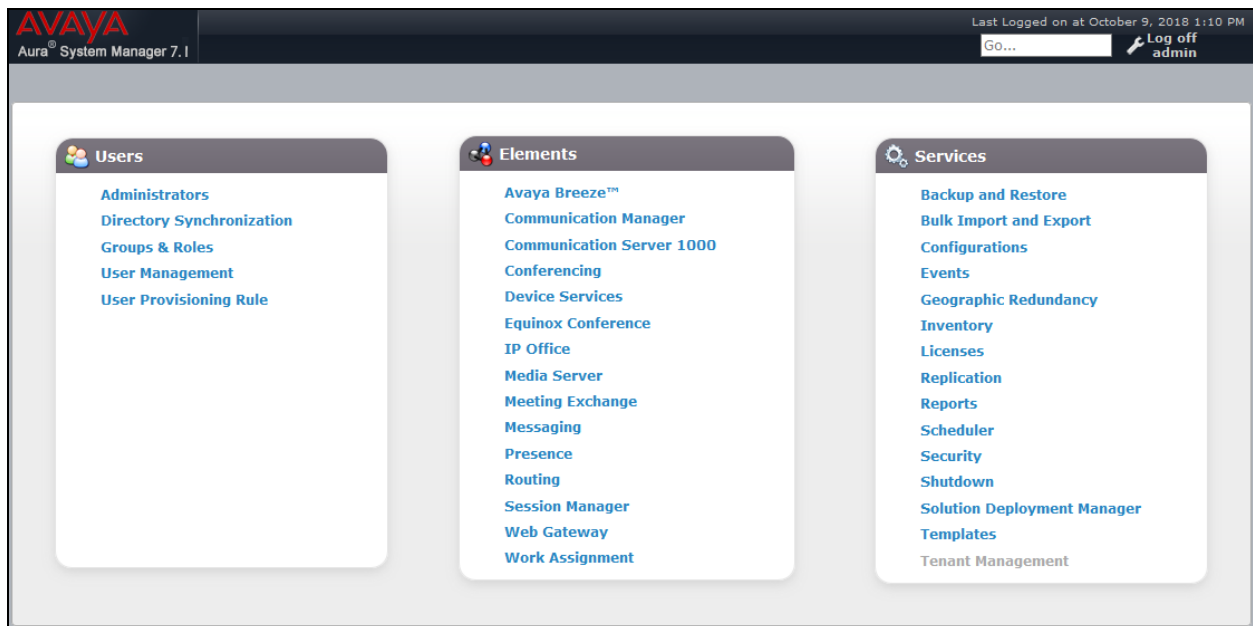 AVAYA
Aura® System Manager 7.1
Last Logged on at October 9, 2018 1:10 PM
Go...
Log off
admin
Users
Administrators
Directory Synchronization
Groups & Roles
User Management
User Provisioning Rule
Elements
Avaya Breeze™
Communication Manager
Communication Server 1000
Conferencing
Device Services
Equinox Conference
IP Office
Media Server
Meeting Exchange
Messaging
Presence
Routing
Session Manager
Web Gateway
Work Assignment
Services
Backup and Restore
Bulk Import and Export
Configurations
Events
Geographic Redundancy
Inventory
Licenses
Replication
Reports
Scheduler
Security
Shutdown
Solution Deployment Manager
Templates
Tenant Management